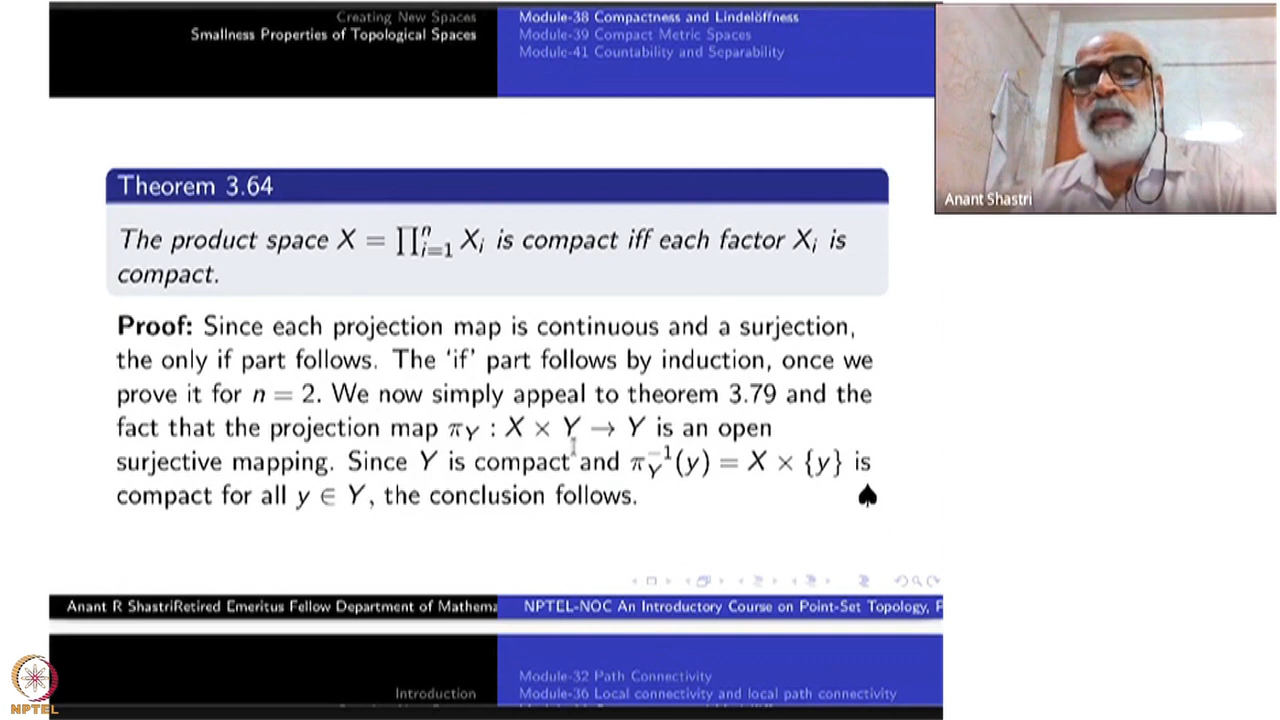 Creating New Spaces
Smallness Properties of Topological Spaces
Module-38 Compactness and Lindelöffness
Module-39 Compact Metric Spaces
Module-41 Countability and Separability
Anant Shastri
Theorem 3.64
The product space X = ∏ⁿᵢ₌₁ Xᵢ is compact iff each factor Xᵢ is
compact.
Proof: Since each projection map is continuous and a surjection,
the only if part follows. The ‘if’ part follows by induction, once we
prove it for n = 2. We now simply appeal to theorem 3.79 and the
fact that the projection map π_Y : X × Y → Y is an open
surjective mapping. Since Y is compact and π_Y⁻¹(y) = X × {y} is
compact for all y ∈ Y, the conclusion follows. ♠
Anant R ShastriRetired Emeritus Fellow Department of Mathema
NPTEL-NOC An Introductory Course on Point-Set Topology, P
Introduction
Module-32 Path Connectivity
Module-36 Local connectivity and local path connectivity
NPTEL